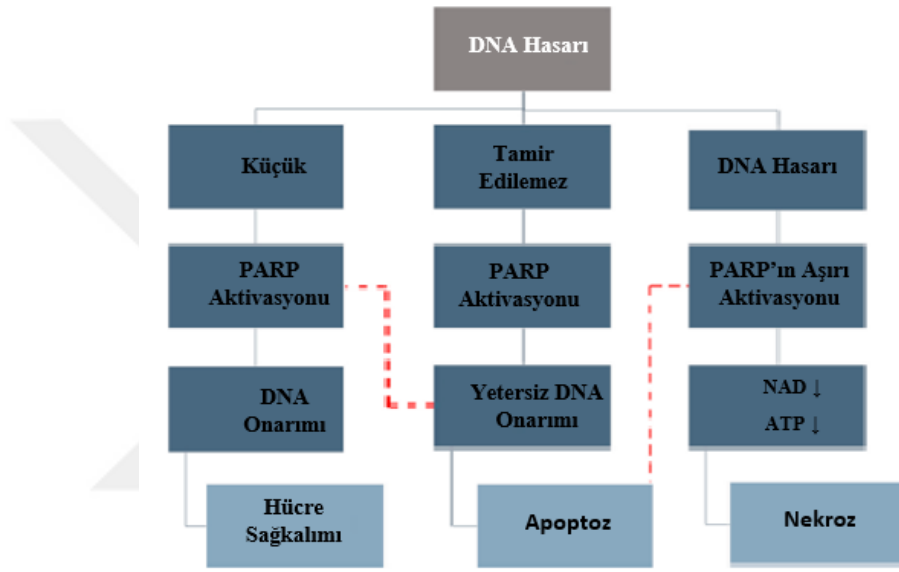 DNA Hasarı
Küçük
Tamir
Edilemez
DNA Hasarı
PARP
Aktivasyonu
PARP
Aktivasyonu
PARP’ın Aşırı
Aktivasyonu
DNA
Onarımı
Yetersiz DNA
Onarımı
NAD ↓
ATP ↓
Hücre
Sağkalımı
Apoptoz
Nekroz